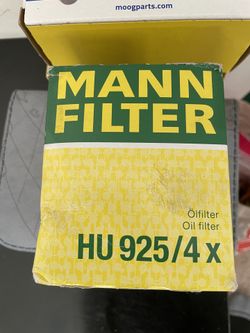 moogparts.com
MANN
FILTER
Ölfilter
Oil filter
HU 925/4 x